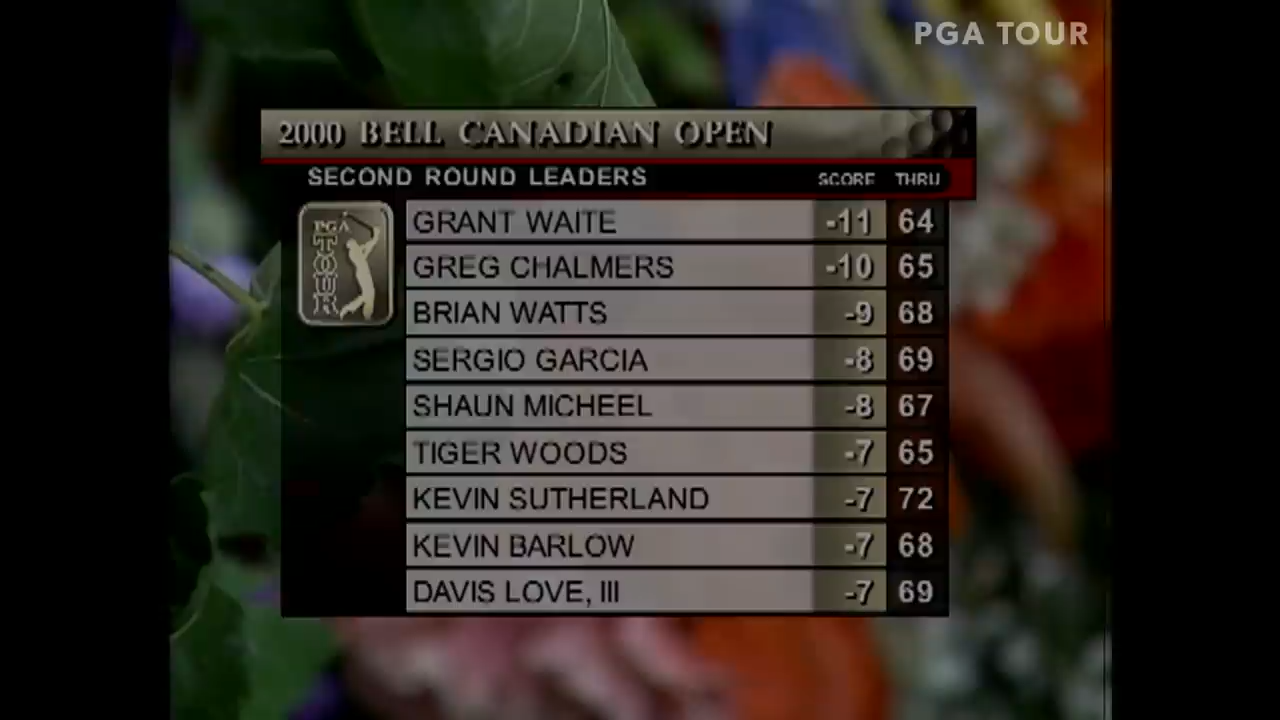 PGA TOUR
2000 BELL CANADIAN OPEN
SECOND ROUND LEADERS SCORE THRU
PGA TOUR
GRANT WAITE -11 64
GREG CHALMERS -10 65
BRIAN WATTS -9 68
SERGIO GARCIA -8 69
SHAUN MICHEEL -8 67
TIGER WOODS -7 65
KEVIN SUTHERLAND -7 72
KEVIN BARLOW -7 68
DAVIS LOVE, III -7 69